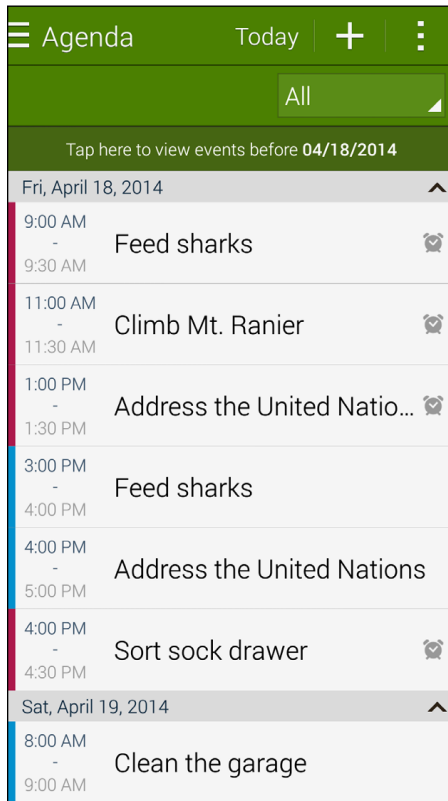 Agenda Today
All
Tap here to view events before 04/18/2014
Fri, April 18, 2014
9:00 AM
-
9:30 AM
Feed sharks
11:00 AM
-
11:30 AM
Climb Mt. Ranier
1:00 PM
-
1:30 PM
Address the United Natio...
3:00 PM
-
4:00 PM
Feed sharks
4:00 PM
-
5:00 PM
Address the United Nations
4:00 PM
-
4:30 PM
Sort sock drawer
Sat, April 19, 2014
8:00 AM
-
9:00 AM
Clean the garage